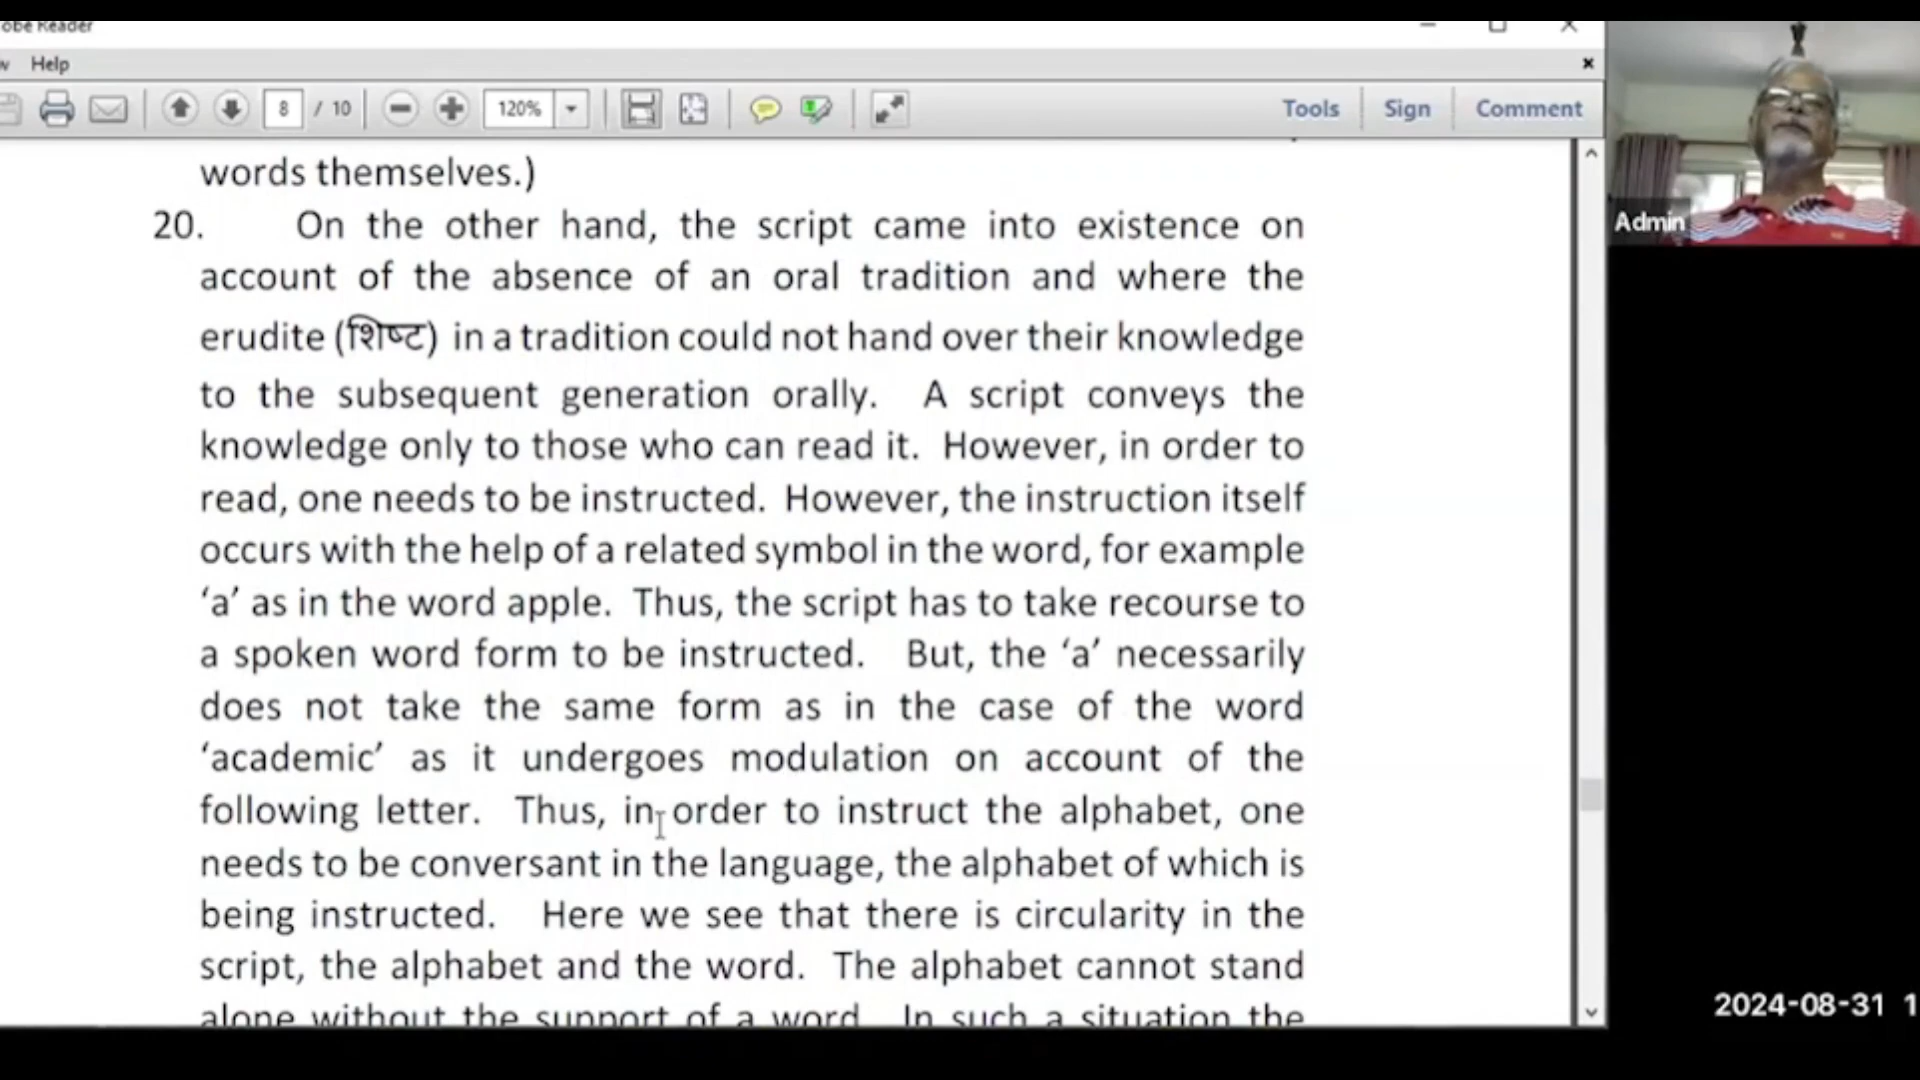 Help
8 / 10
120%
Tools
Sign
Comment
words themselves.)
20. On the other hand, the script came into existence on
account of the absence of an oral tradition and where the
erudite (शिष्ट) in a tradition could not hand over their knowledge
to the subsequent generation orally. A script conveys the
knowledge only to those who can read it. However, in order to
read, one needs to be instructed. However, the instruction itself
occurs with the help of a related symbol in the word, for example
‘a’ as in the word apple. Thus, the script has to take recourse to
a spoken word form to be instructed. But, the ‘a’ necessarily
does not take the same form as in the case of the word
‘academic’ as it undergoes modulation on account of the
following letter. Thus, in order to instruct the alphabet, one
needs to be conversant in the language, the alphabet of which is
being instructed. Here we see that there is circularity in the
script, the alphabet and the word. The alphabet cannot stand
alone without the support of a word. In such a situation the
Admin
2024-08-31 1